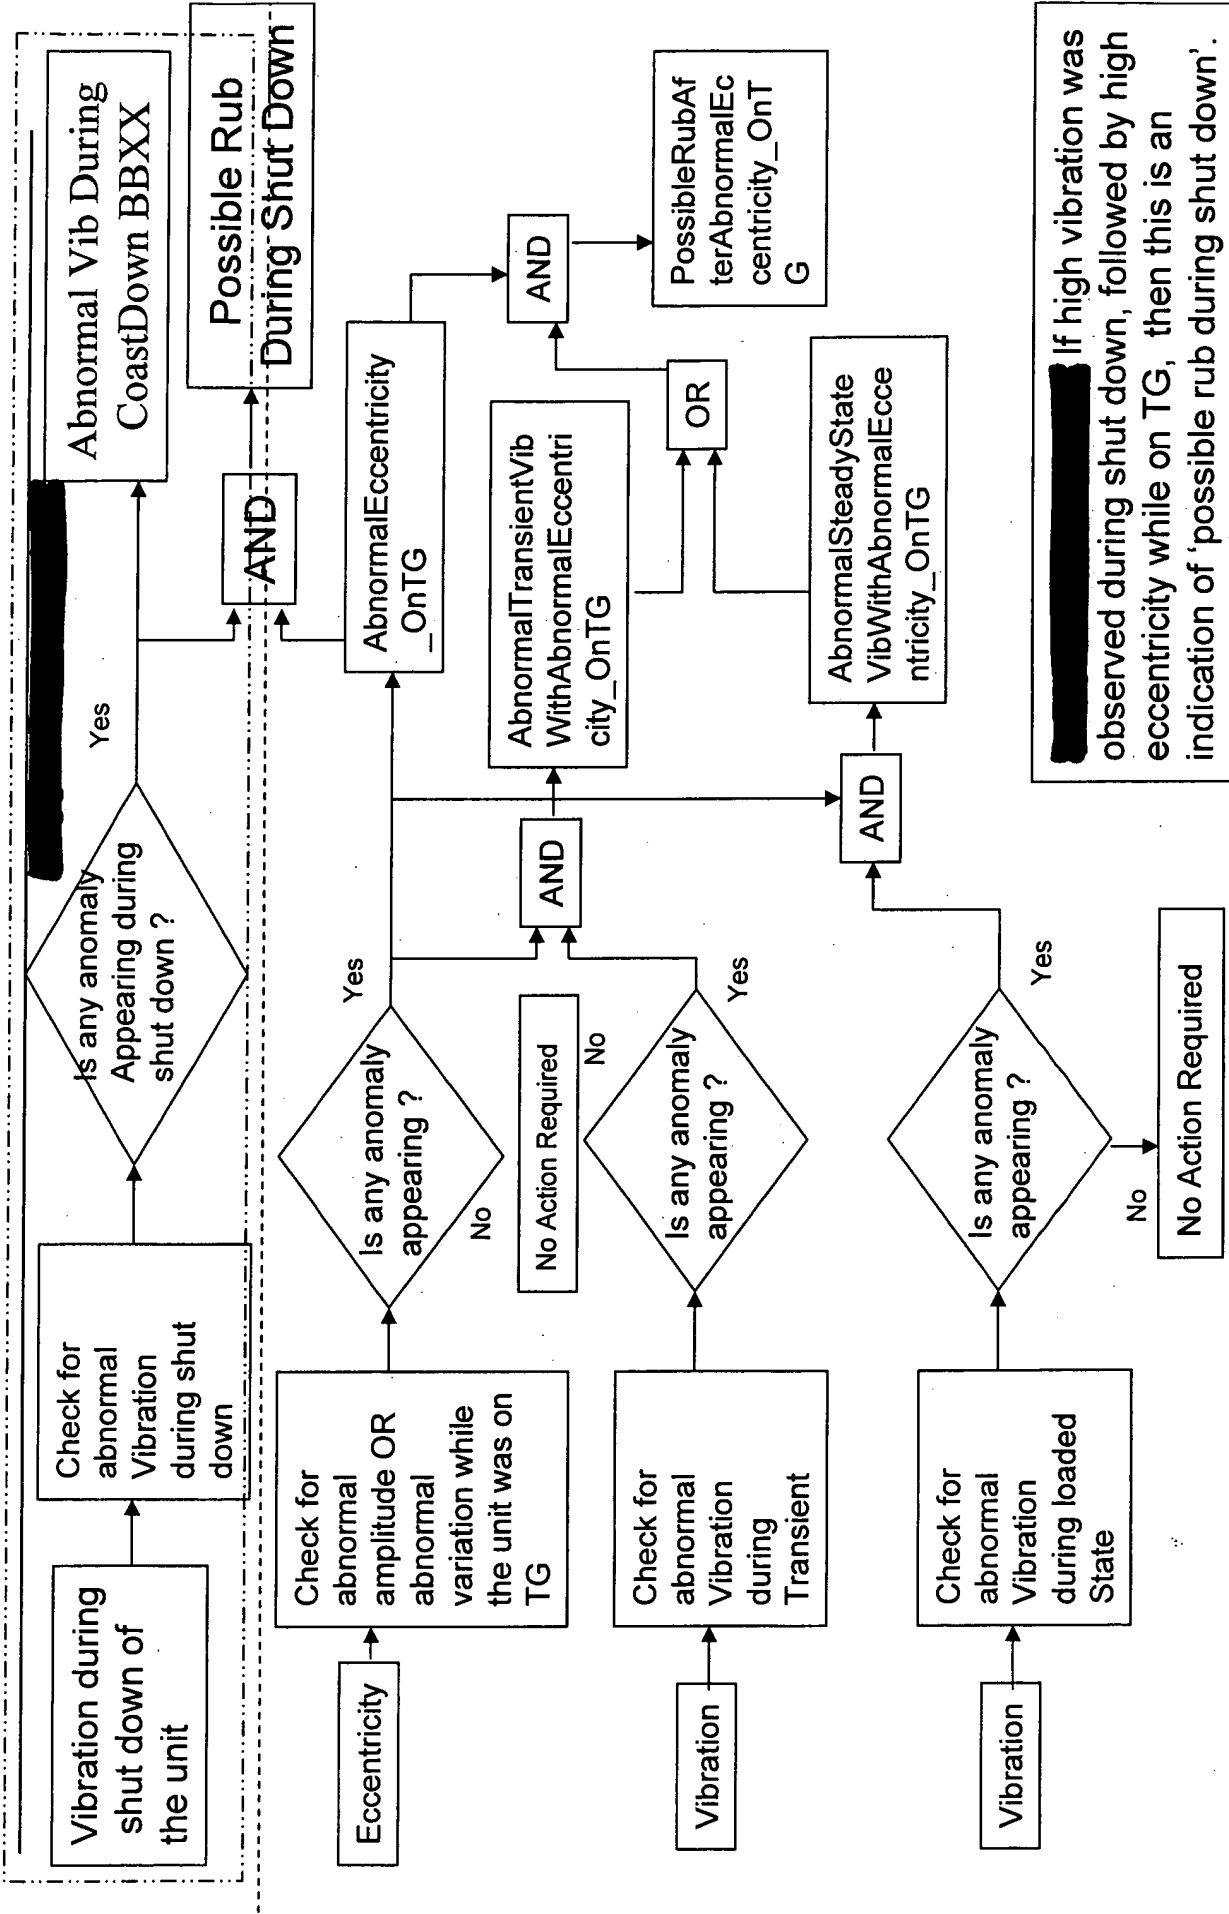 Vibration during
shut down of
the unit
Check for
abnormal
Vibration
during shut
down
Is any anomaly
Appearing during
shut down ?
Yes
Abnormal Vib During
CoastDown BBXX
AND
Possible Rub
During Shut Down
Eccentricity
Check for
abnormal
amplitude OR
abnormal
variation while
the unit was on
TG
Is any anomaly
appearing ?
Yes
No
AbnormalEccentricity
_OnTG
No Action Required
No
AND
AbnormalTransientVib
WithAbnormalEccentri
city_OnTG
OR
AND
PossibleRubAf
terAbnormalEc
centricity_OnT
G
Vibration
Check for
abnormal
Vibration
during
Transient
Is any anomaly
appearing ?
Yes
AND
AbnormalSteadyState
VibWithAbnormalEcce
ntricity_OnTG
Vibration
Check for
abnormal
Vibration
during loaded
State
Is any anomaly
appearing ?
Yes
No
No Action Required
If high vibration was
observed during shut down, followed by high
eccentricity while on TG, then this is an
indication of 'possible rub during shut down'.